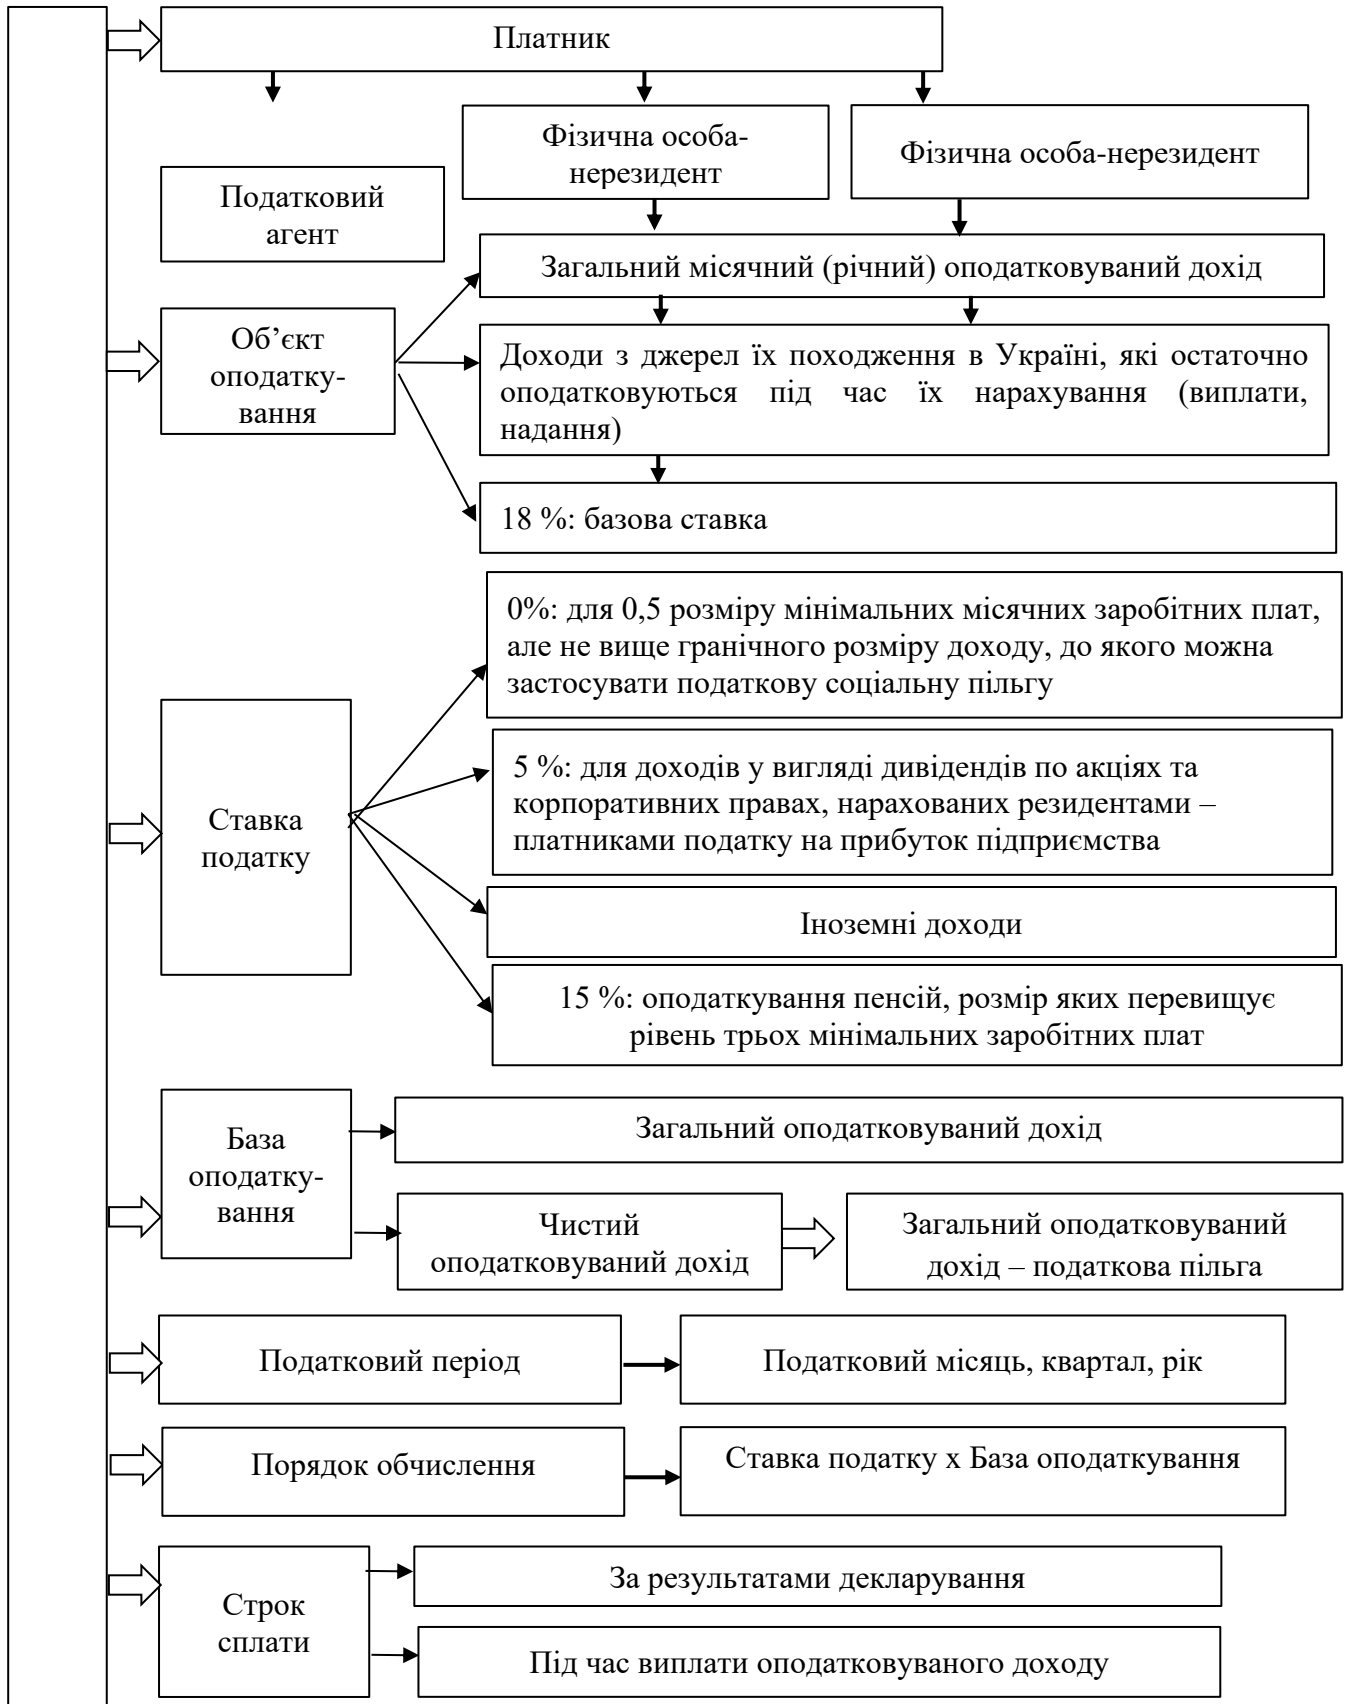 Платник
Фізична особа-
нерезидент
Фізична особа-нерезидент
Податковий
агент
Загальний місячний (річний) оподатковуваний дохід
Об’єкт
оподатку-
вання
Доходи з джерел їх походження в Україні, які остаточно
оподатковуються під час їх нарахування (виплати,
надання)
18 %: базова ставка
0%: для 0,5 розміру мінімальних місячних заробітних плат,
але не вище гранічного розміру доходу, до якого можна
застосувати податкову соціальну пільгу
Ставка
податку
5 %: для доходів у вигляді дивідендів по акціях та
корпоративних правах, нарахованих резидентами –
платниками податку на прибуток підприємства
Іноземні доходи
15 %: оподаткування пенсій, розмір яких перевищує
рівень трьох мінімальних заробітних плат
База
оподатку-
вання
Загальний оподатковуваний дохід
Чистий
оподатковуваний дохід
Загальний оподатковуваний
дохід – податкова пільга
Податковий період
Податковий місяць, квартал, рік
Порядок обчислення
Ставка податку х База оподаткування
Строк
сплати
За результатами декларування
Під час виплати оподатковуваного доходу